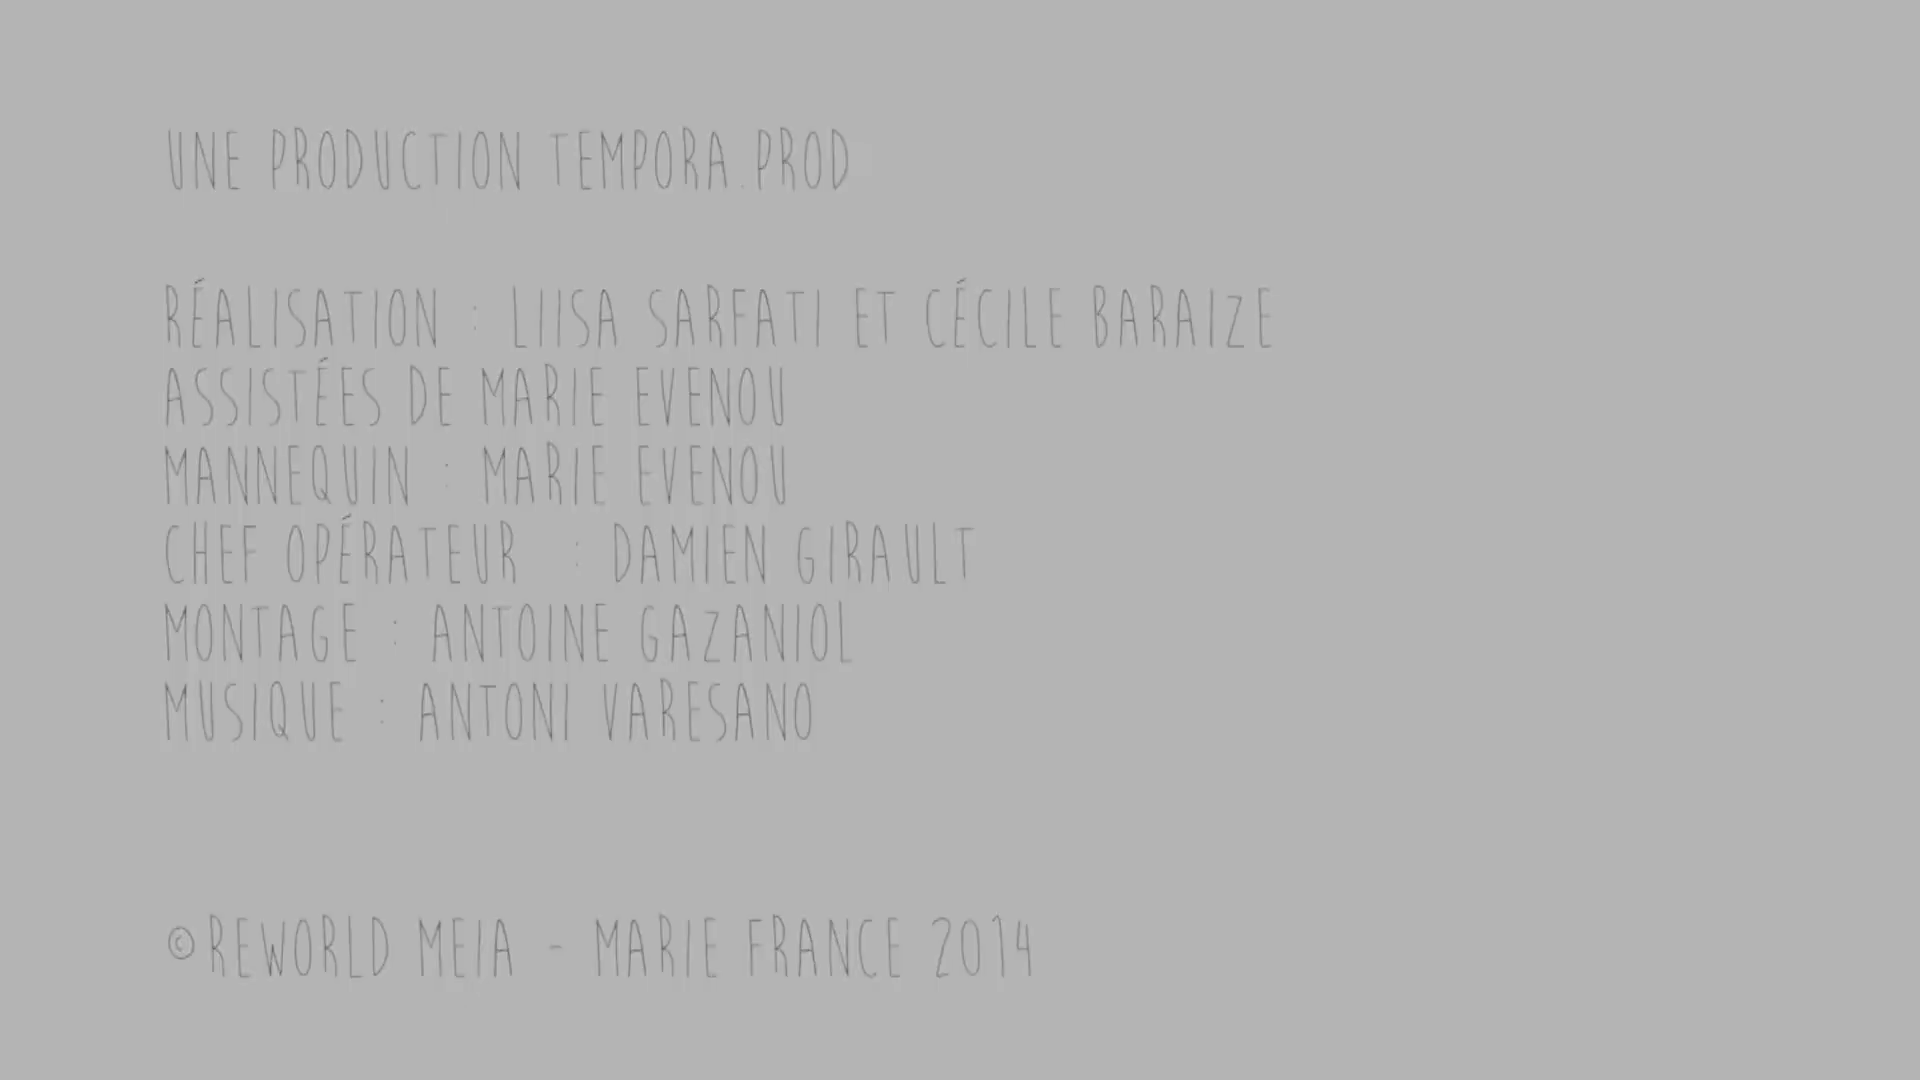 UNE PRODUCTION TEMPORA.PROD
RÉALISATION : LIISA SARFATI ET CÉCILE BARAIZE
ASSISTÉES DE MARIE EVENOU
MANNEQUIN : MARIE EVENOU
CHEF OPÉRATEUR : DAMIEN GIRAULT
MONTAGE : ANTOINE GAZANIOL
MUSIQUE : ANTONI VARESANO
©REWORLD MEIA - MARIE FRANCE 2014